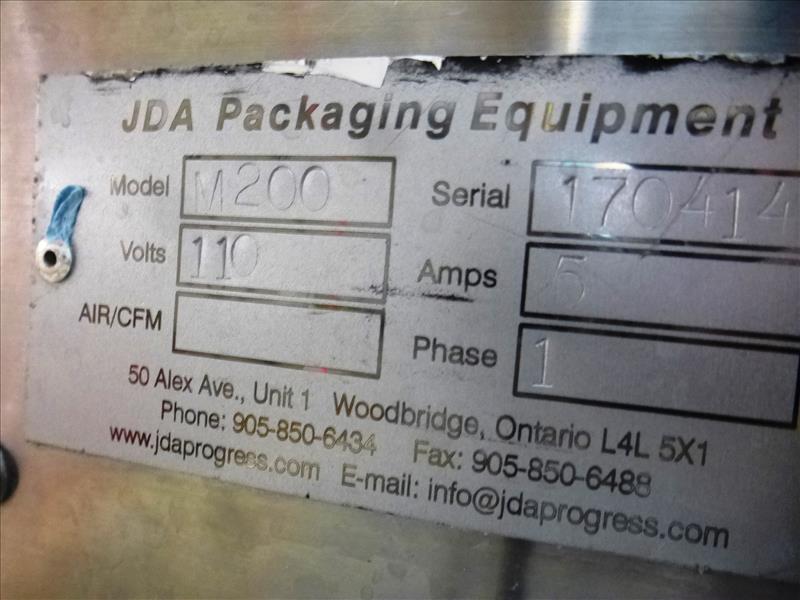 JDA Packaging Equipment
Model M200 Serial 170414
Volts 110 Amps 5
AIR/CFM Phase 1
50 Alex Ave., Unit 1 Woodbridge, Ontario L4L 5X1
Phone: 905-850-6434 Fax: 905-850-6488
www.jdaprogress.com E-mail: info@jdaprogress.com